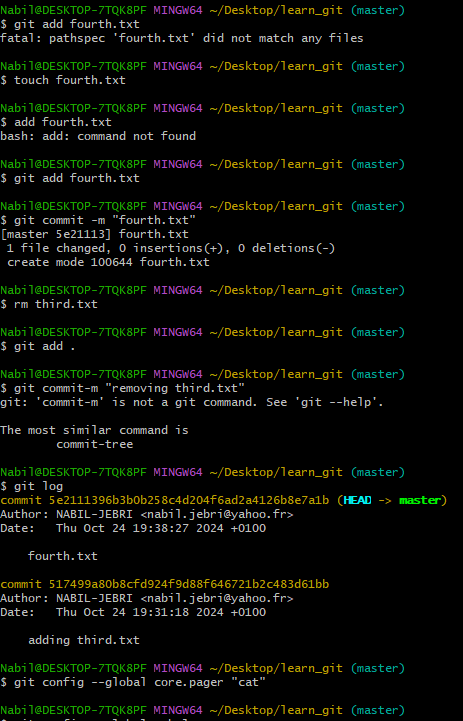 Nabil@DESKTOP-7TQK8PF MINGW64 ~/Desktop/learn_git (master)
$ git add fourth.txt
fatal: pathspec 'fourth.txt' did not match any files
Nabil@DESKTOP-7TQK8PF MINGW64 ~/Desktop/learn_git (master)
$ touch fourth.txt
Nabil@DESKTOP-7TQK8PF MINGW64 ~/Desktop/learn_git (master)
$ add fourth.txt
bash: add: command not found
Nabil@DESKTOP-7TQK8PF MINGW64 ~/Desktop/learn_git (master)
$ git add fourth.txt
Nabil@DESKTOP-7TQK8PF MINGW64 ~/Desktop/learn_git (master)
$ git commit -m "fourth.txt"
[master 5e21113] fourth.txt
1 file changed, 0 insertions(+), 0 deletions(-)
create mode 100644 fourth.txt
Nabil@DESKTOP-7TQK8PF MINGW64 ~/Desktop/learn_git (master)
$ rm third.txt
Nabil@DESKTOP-7TQK8PF MINGW64 ~/Desktop/learn_git (master)
$ git add .
Nabil@DESKTOP-7TQK8PF MINGW64 ~/Desktop/learn_git (master)
$ git commit-m "removing third.txt"
git: 'commit-m' is not a git command. See 'git --help'.
The most similar command is
commit-tree
Nabil@DESKTOP-7TQK8PF MINGW64 ~/Desktop/learn_git (master)
$ git log
commit 5e2111396b3b0b258c4d204f6ad2a4126b8e7a1b (HEAD -> master)
Author: NABIL-JEBRI <nabil.jebri@yahoo.fr>
Date: Thu Oct 24 19:38:27 2024 +0100
fourth.txt
commit 517499a80b8cfd924f9d88f646721b2c483d61bb
Author: NABIL-JEBRI <nabil.jebri@yahoo.fr>
Date: Thu Oct 24 19:31:18 2024 +0100
adding third.txt
Nabil@DESKTOP-7TQK8PF MINGW64 ~/Desktop/learn_git (master)
$ git config --global core.pager "cat"
Nabil@DESKTOP-7TQK8PF MINGW64 ~/Desktop/learn_git (master)